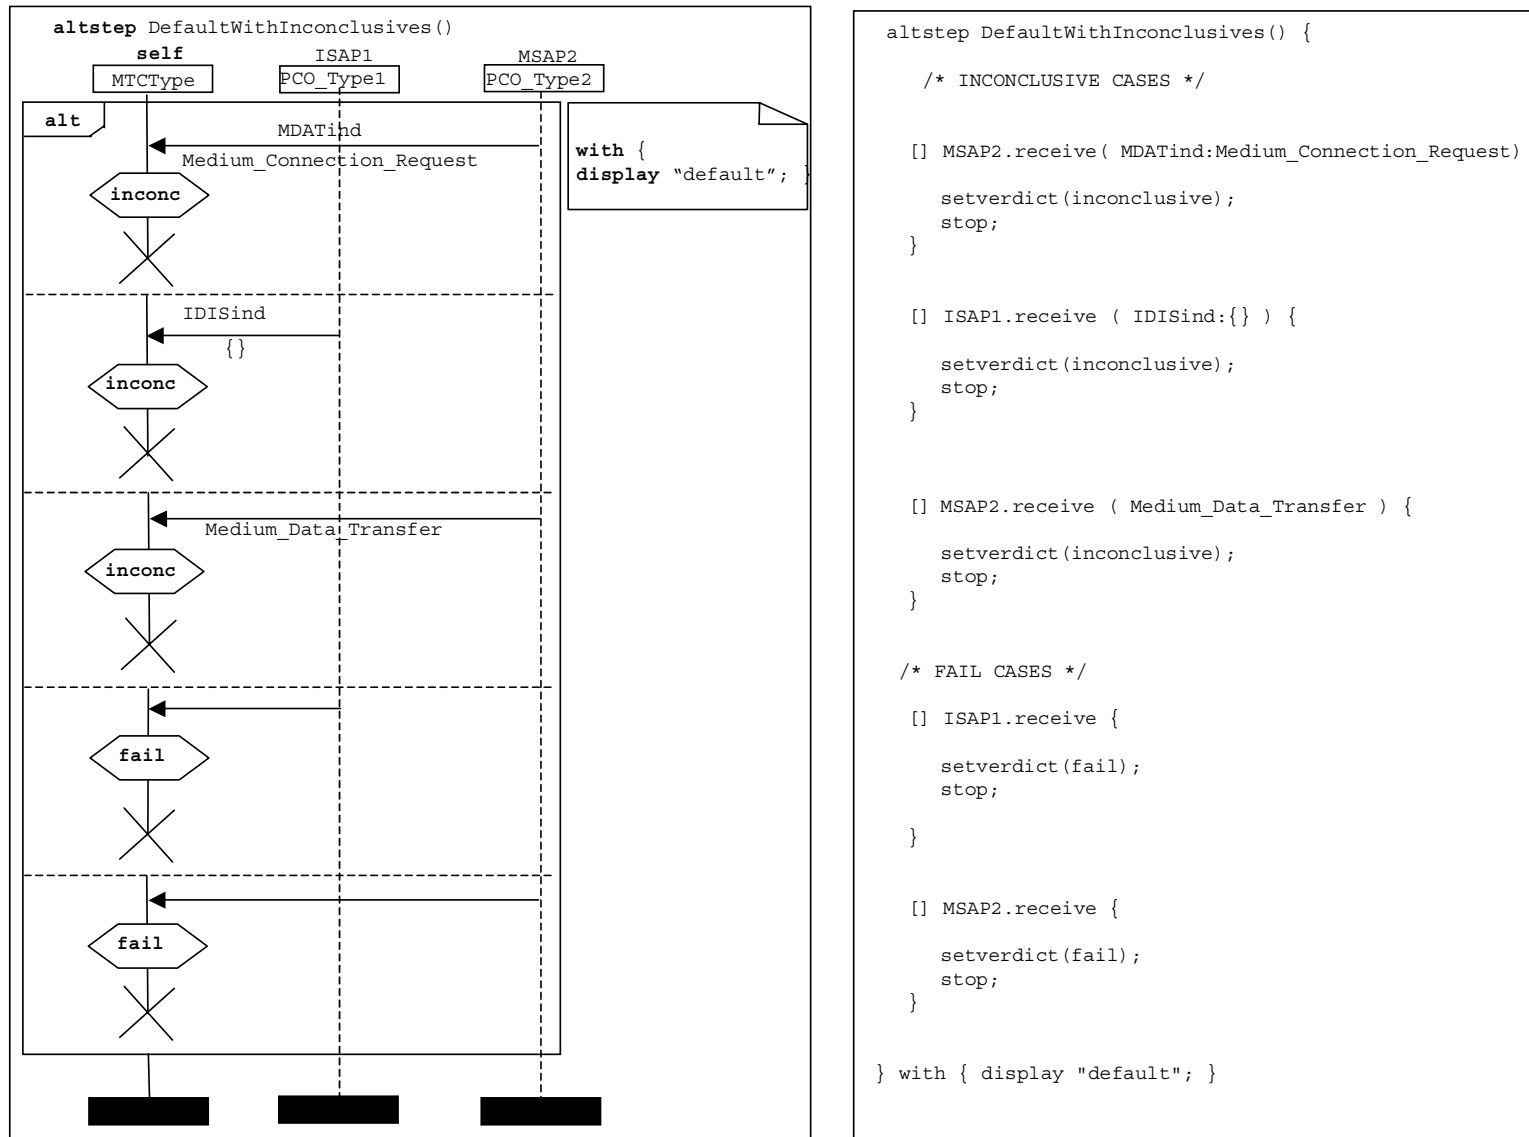 altstep DefaultWithInconclusives()
self
ISAP1
MSAP2
MTCType
PCO_Type1
PCO_Type2
alt
MDATind
Medium_Connection_Request
inconc
with {
display “default”; }
IDISind
{}
inconc
Medium_Data_Transfer
inconc
fail
fail
altstep DefaultWithInconclusives() {
/* INCONCLUSIVE CASES */
[] MSAP2.receive( MDATind:Medium_Connection_Request)
setverdict(inconclusive);
stop;
}
[] ISAP1.receive ( IDISind:{} ) {
setverdict(inconclusive);
stop;
}
[] MSAP2.receive ( Medium_Data_Transfer ) {
setverdict(inconclusive);
stop;
}
/* FAIL CASES */
[] ISAP1.receive {
setverdict(fail);
stop;
}
[] MSAP2.receive {
setverdict(fail);
stop;
}
} with { display "default"; }